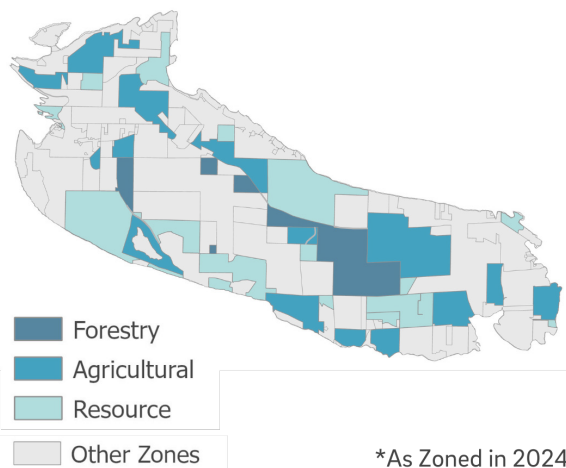 Forestry
Agricultural
Resource
Other Zones
*As Zoned in 2024